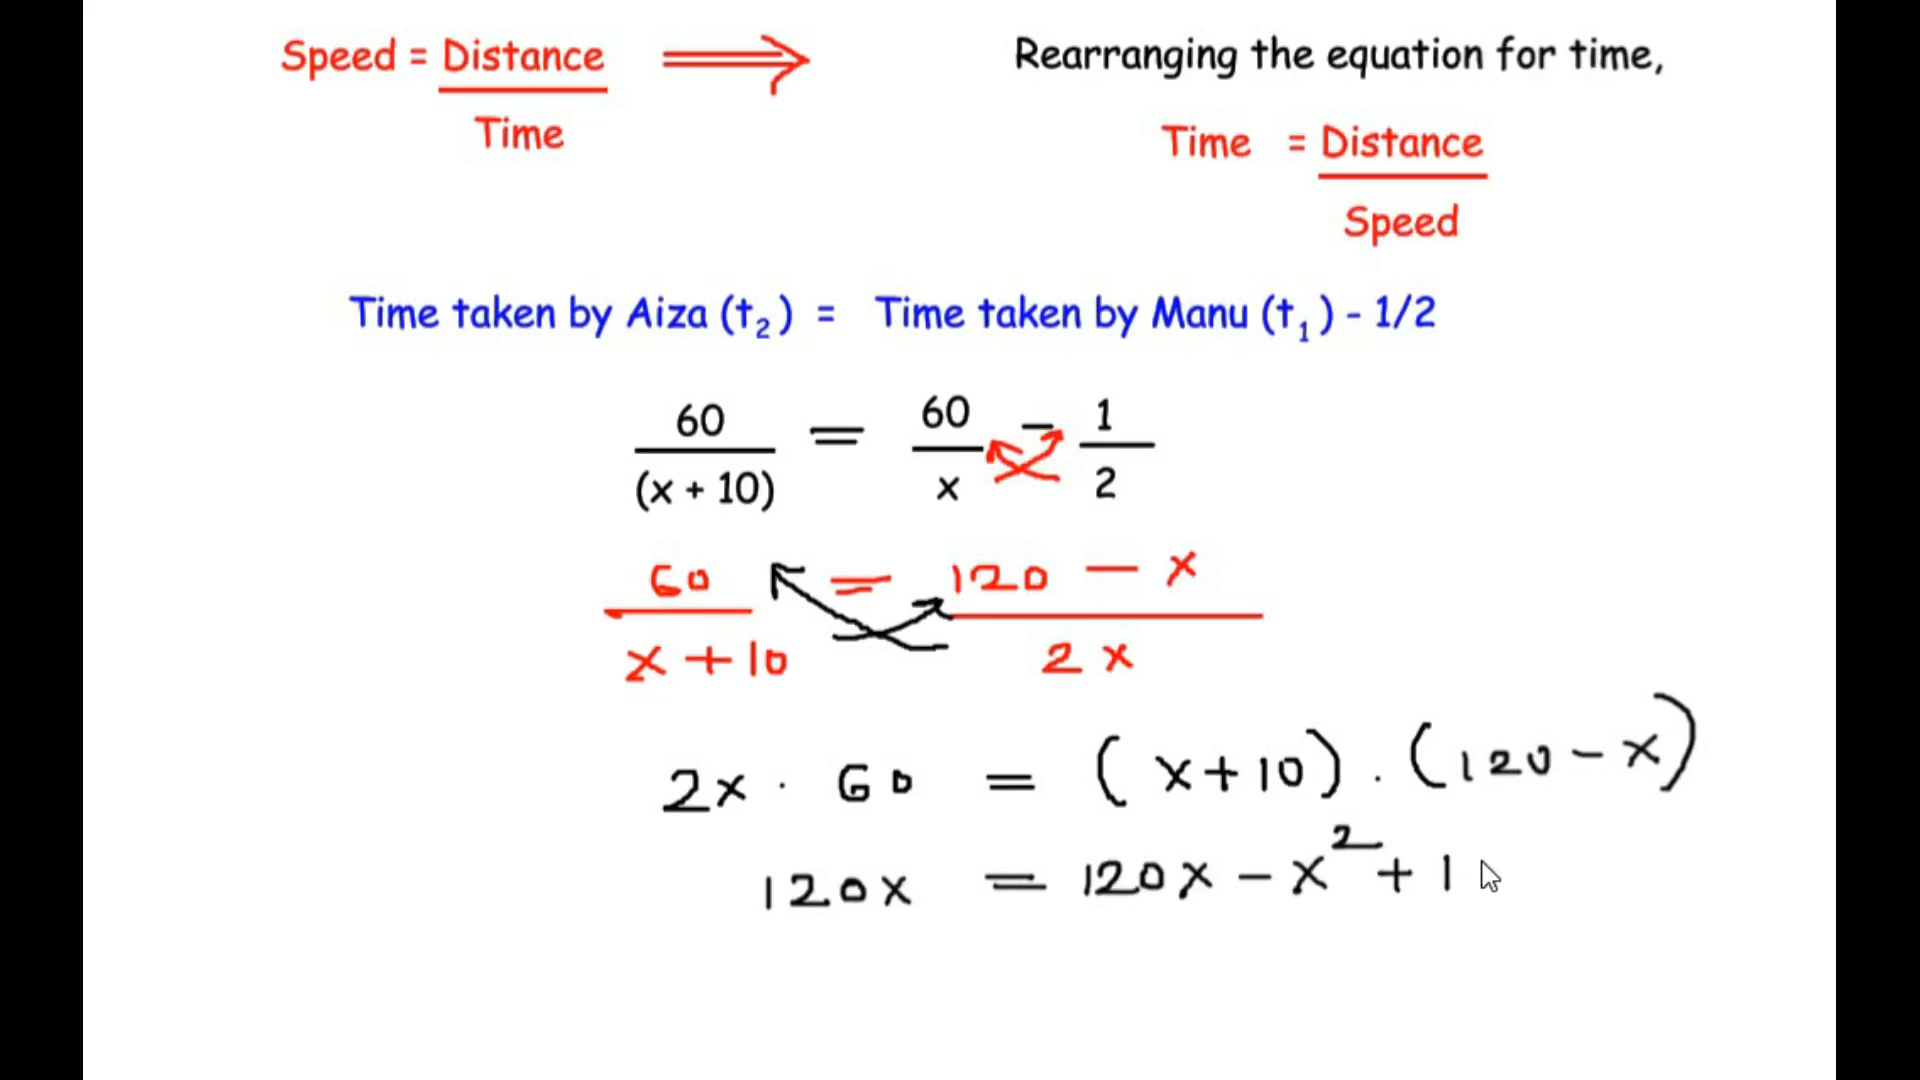 Speed = Distance
Time
Rearranging the equation for time,
Time = Distance
Speed
Time taken by Aiza (t2) = Time taken by Manu (t1) - 1/2
60 = 60 - 1
(x + 10) x 2
60 = 120 - x
x + 10 2x
2x . 60 = (x + 10) . (120 - x)
120x = 120x - x² + 1